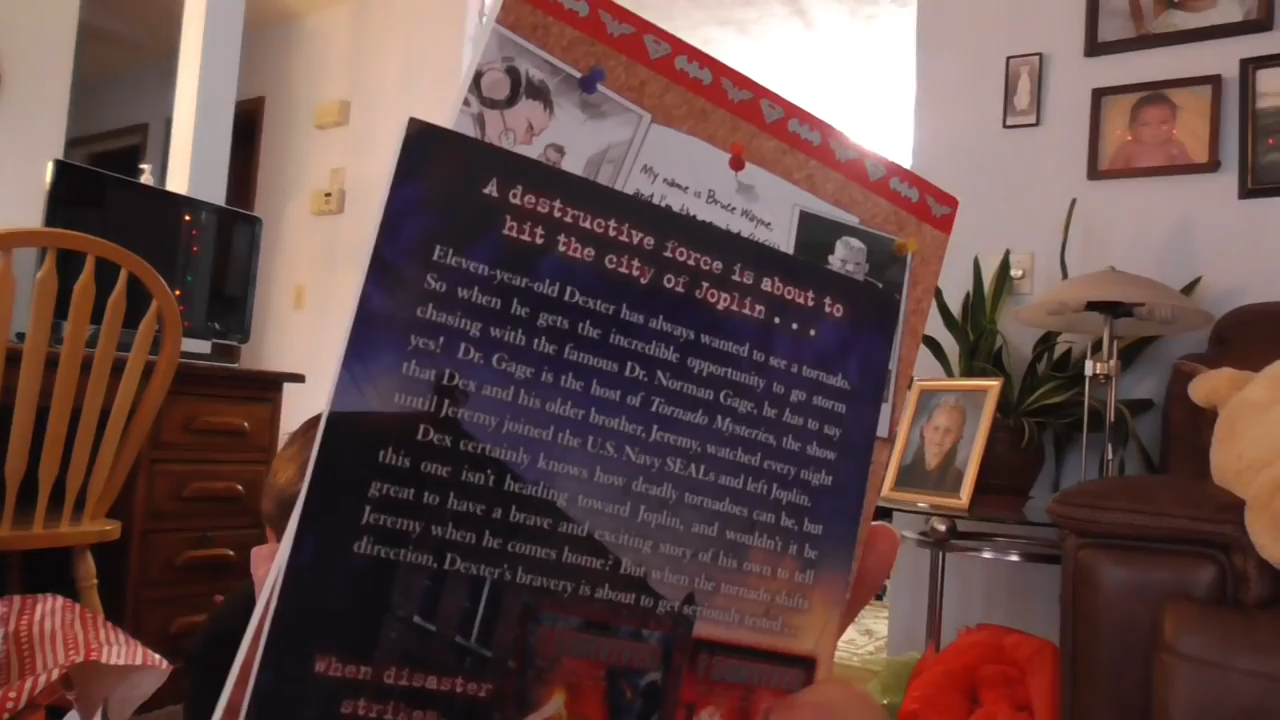 My name is Bruce Wayne,
A destructive force is about to
hit the city of Joplin . . .
Eleven-year-old Dexter has always wanted to see a tornado.
So when he gets the incredible opportunity to go storm
chasing with the famous Dr. Norman Gage, he has to say
yes! Dr. Gage is the host of Tornado Mysteries, the show
that Dex and his older brother, Jeremy, watched every night
until Jeremy joined the U.S. Navy SEALs and left Joplin.
Dex certainly knows how deadly tornadoes can be, but
this one isn't heading toward Joplin, and wouldn't it be
great to have a brave and exciting story of his own to tell
Jeremy when he comes home? But when the tornado shifts
direction, Dexter's bravery is about to get seriously tested . . .
When disaster
strikes